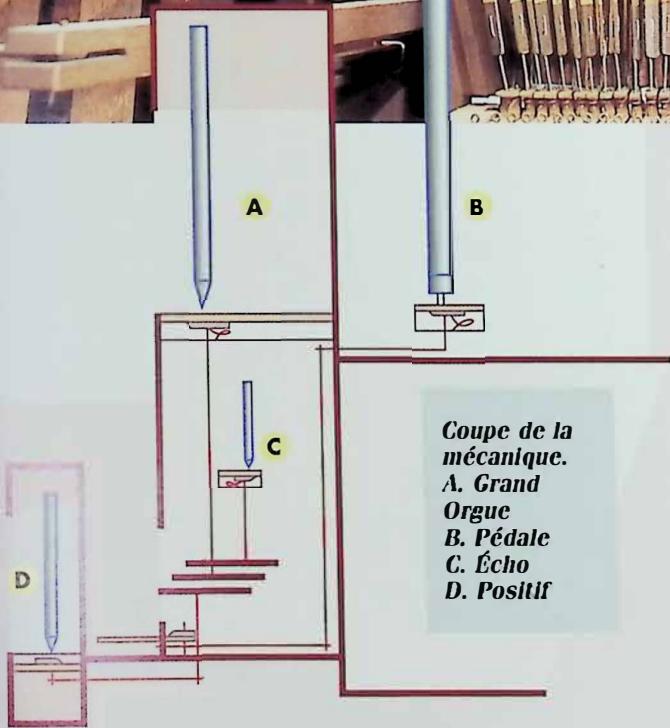 A
B
C
D
Coupe de la
mécanique.
A. Grand
Orgue
B. Pédale
C. Écho
D. Positif